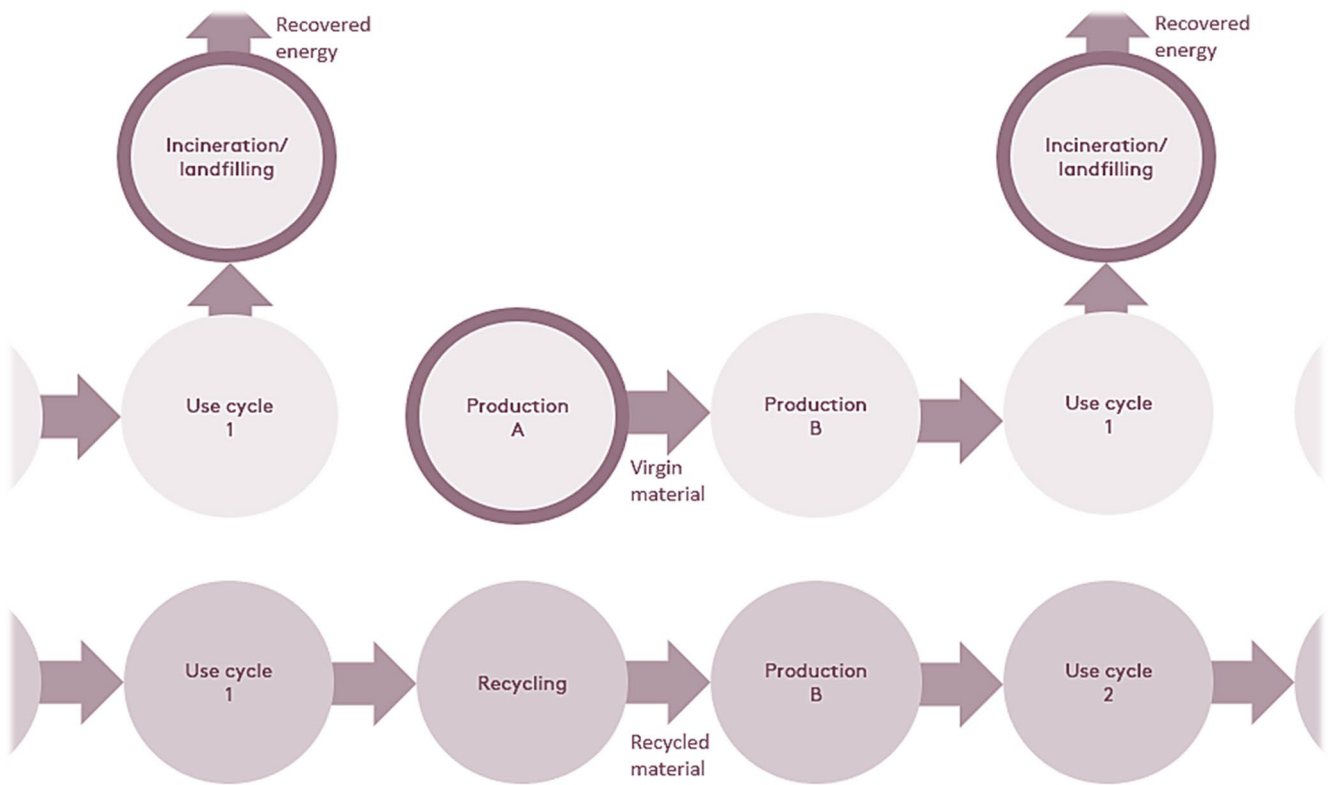 Recovered
energy
Recovered
energy
Incineration/
landfilling
Incineration/
landfilling
Use cycle
1
Production
A
Virgin
material
Production
B
Use cycle
1
Use cycle
1
Recycling
Recycled
material
Production
B
Use cycle
2